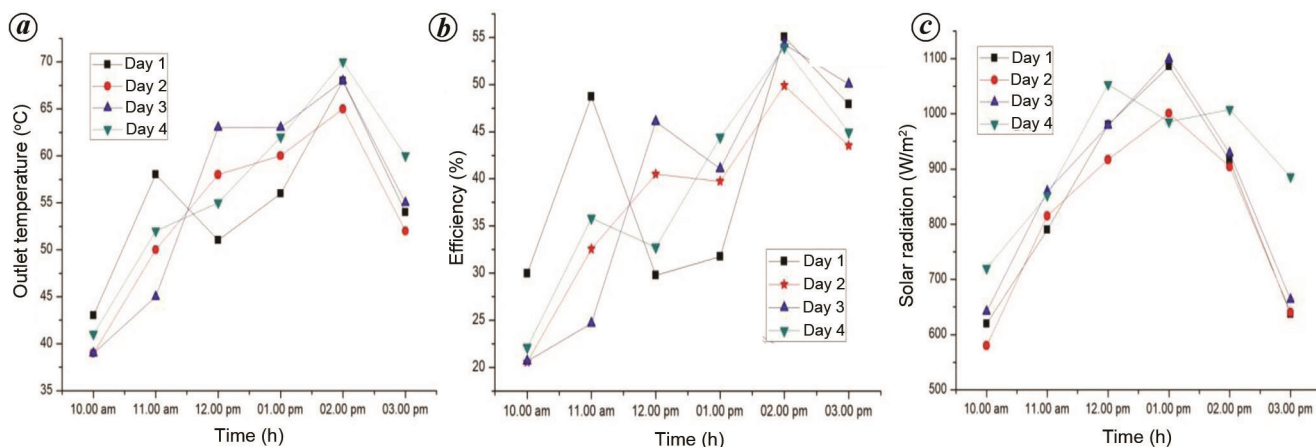 a
Outlet temperature (°C)
70
65
60
55
50
45
40
35
Day 1
Day 2
Day 3
Day 4
10.00 am 11.00 am 12.00 pm 01.00 pm 02.00 pm 03.00 pm
Time (h)
b
Efficiency (%)
55
50
45
40
35
30
25
20
Day 1
Day 2
Day 3
Day 4
10.00 am 11.00 am 12.00 pm 01.00 pm 02.00 pm 03.00 pm
Time (h)
c
Solar radiation (W/m²)
1100
1000
900
800
700
600
500
Day 1
Day 2
Day 3
Day 4
10.00 am 11.00 am 12.00 pm 01.00 pm 02.00 pm 03.00 pm
Time (h)